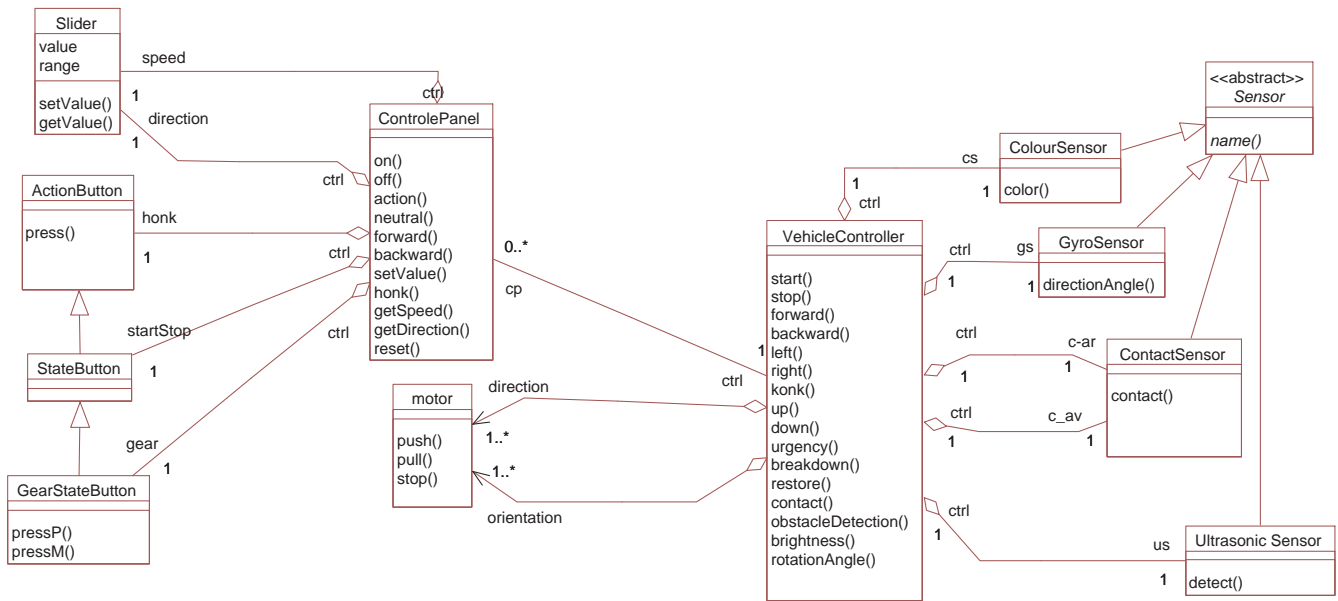 Slider
value
range
setValue()
getValue()
speed
1
ctrl
direction
1
ctrl
ControlePanel
on()
off()
action()
neutral()
forward()
backward()
setValue()
honk()
getSpeed()
getDirection()
reset()
ActionButton
press()
honk
1
ctrl
startStop
1
ctrl
StateButton
gear
1
GearStateButton
pressP()
pressM()
0..*
cp
1
ctrl
motor
push()
pull()
stop()
direction
1..*
1..*
orientation
VehicleController
start()
stop()
forward()
backward()
left()
right()
konk()
up()
down()
urgency()
breakdown()
restore()
contact()
obstacleDetection()
brightness()
rotationAngle()
cs
1
1
ctrl
ColourSensor
color()
<<abstract>>
Sensor
name()
ctrl
gs
1
1
GyroSensor
directionAngle()
ctrl
c-ar
1
1
ContactSensor
contact()
ctrl
c_av
1
1
ctrl
1
us
1
Ultrasonic Sensor
detect()